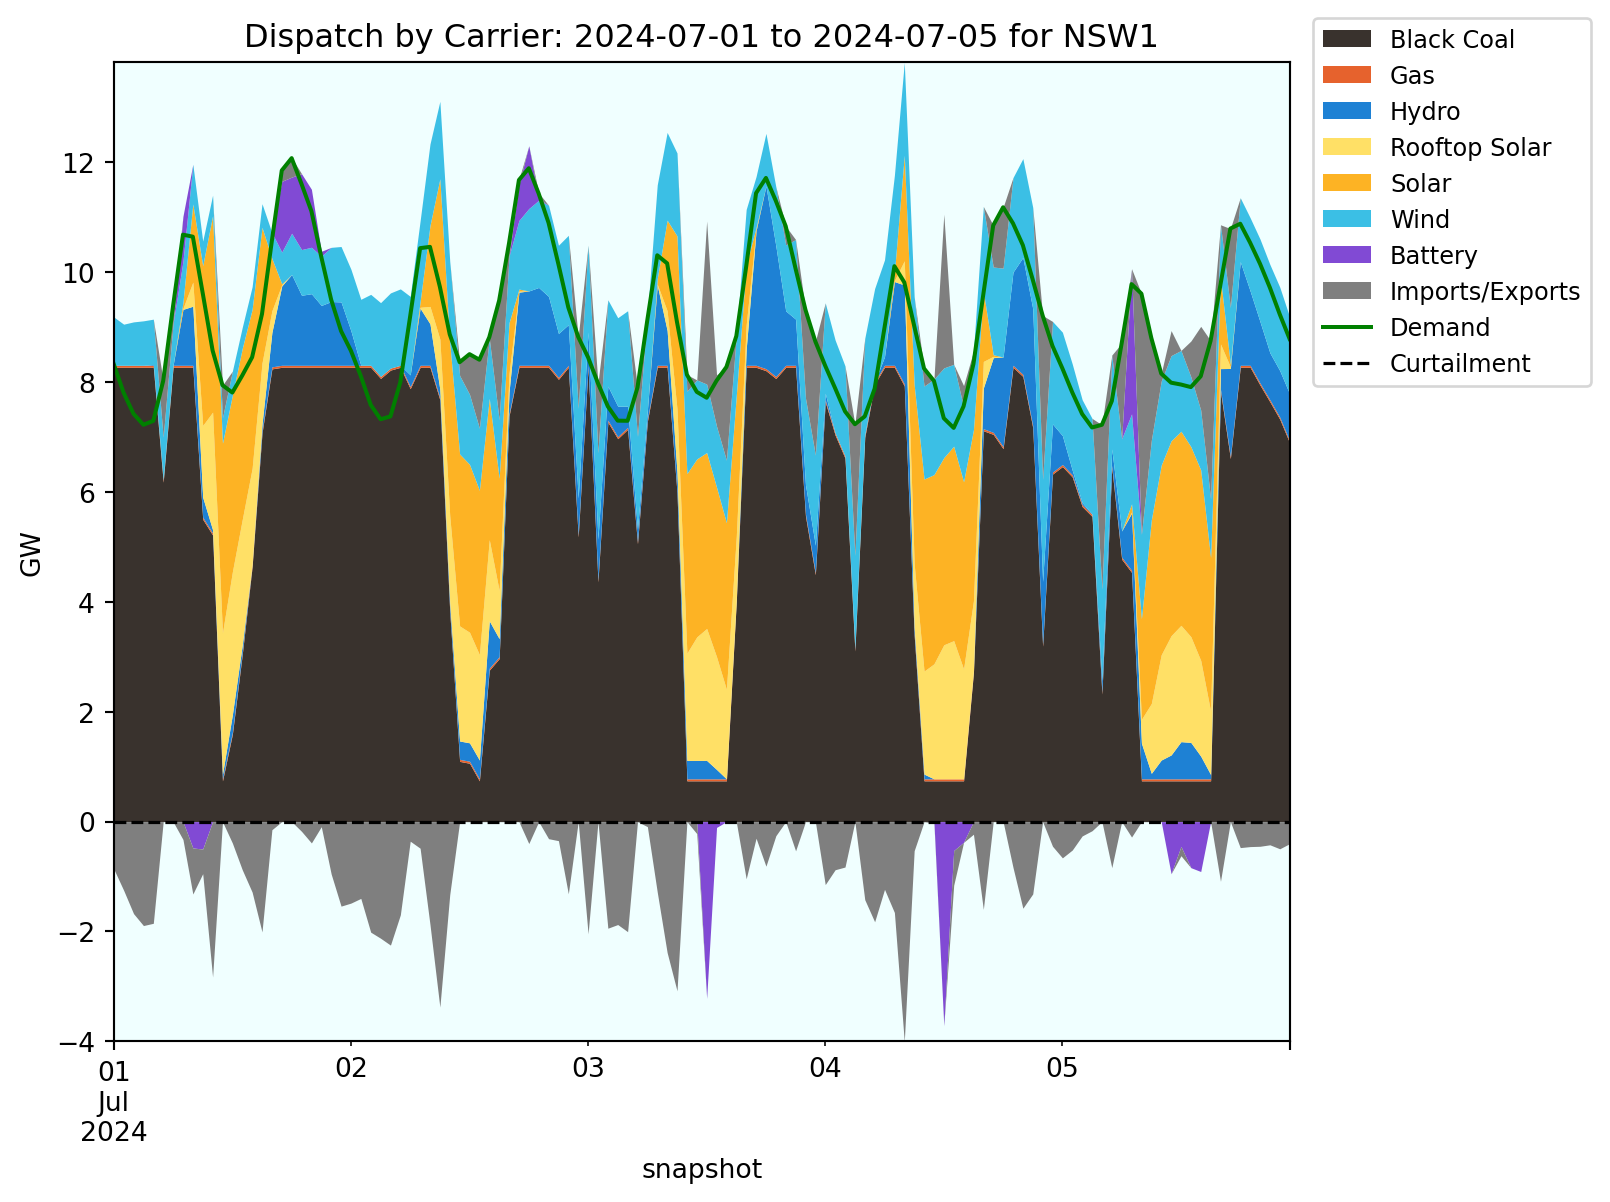 Dispatch by Carrier: 2024-07-01 to 2024-07-05 for NSW1
Black Coal
Gas
Hydro
Rooftop Solar
Solar
Wind
Battery
Imports/Exports
Demand
Curtailment
GW
12
10
8
6
4
2
0
−2
−4
01
Jul
2024
02
03
04
05
snapshot